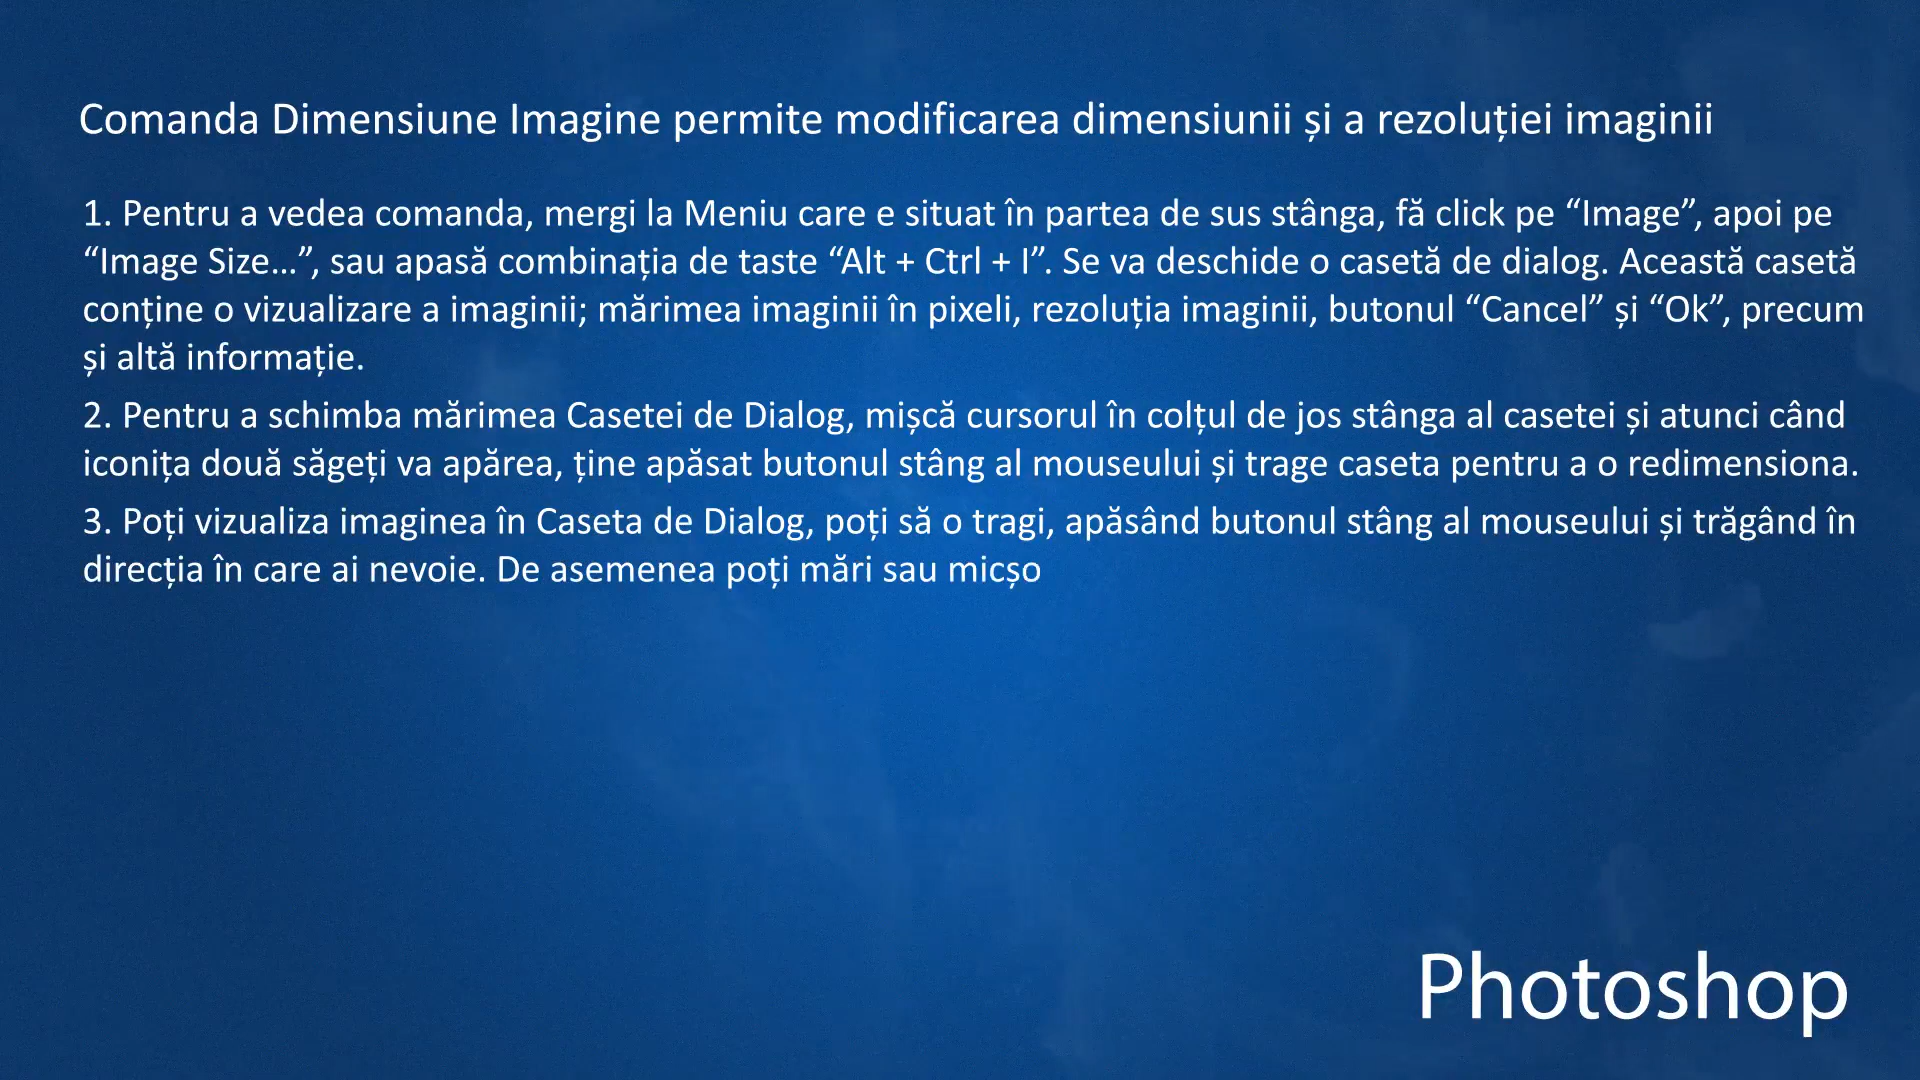 Comanda Dimensiune Imagine permite modificarea dimensiunii și a rezoluției imaginii
1. Pentru a vedea comanda, mergi la Meniu care e situat în partea de sus stânga, fă click pe “Image”, apoi pe
“Image Size…”, sau apasă combinația de taste “Alt + Ctrl + I”. Se va deschide o casetă de dialog. Această casetă
conține o vizualizare a imaginii; mărimea imaginii în pixeli, rezoluția imaginii, butonul “Cancel” și “Ok”, precum
și altă informație.
2. Pentru a schimba mărimea Casetei de Dialog, mișcă cursorul în colțul de jos stânga al casetei și atunci când
iconița două săgeți va apărea, ține apăsat butonul stâng al mouseului și trage caseta pentru a o redimensiona.
3. Poți vizualiza imaginea în Caseta de Dialog, poți să o tragi, apăsând butonul stâng al mouseului și trăgând în
direcția în care ai nevoie. De asemenea poți mări sau micșo
Photoshop